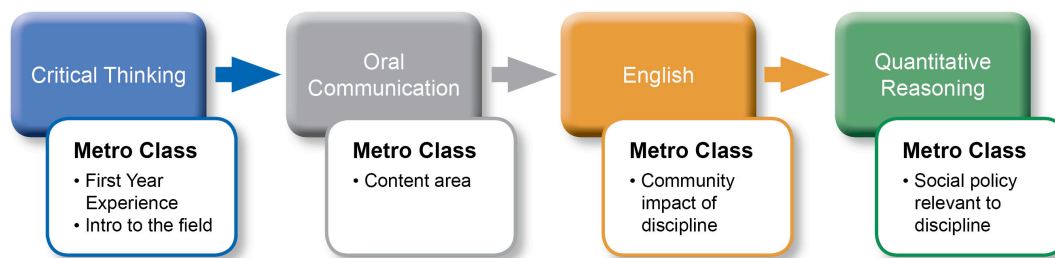 Critical Thinking
Oral
Communication
English
Quantitative
Reasoning
Metro Class
• First Year
Experience
• Intro to the field
Metro Class
• Content area
Metro Class
• Community
impact of
discipline
Metro Class
• Social policy
relevant to
discipline